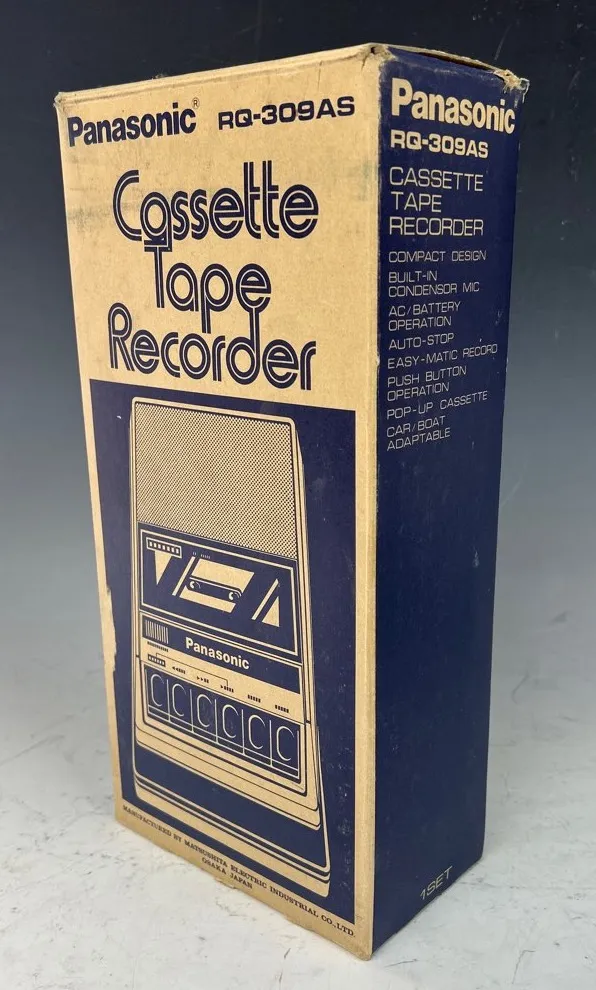 Panasonic® RQ-309AS
Cassette
Tape
Recorder
Panasonic
MANUFACTURED BY MATSUSHITA ELECTRIC INDUSTRIAL CO., LTD.
OSAKA JAPAN
Panasonic
RQ-309AS
CASSETTE
TAPE
RECORDER
COMPACT DESIGN
BUILT-IN
CONDENSOR MIC
AC/BATTERY
OPERATION
AUTO-STOP
EASY-MATIC RECORD
PUSH BUTTON
OPERATION
POP-UP CASSETTE
CAR/BOAT
ADAPTABLE
1SET